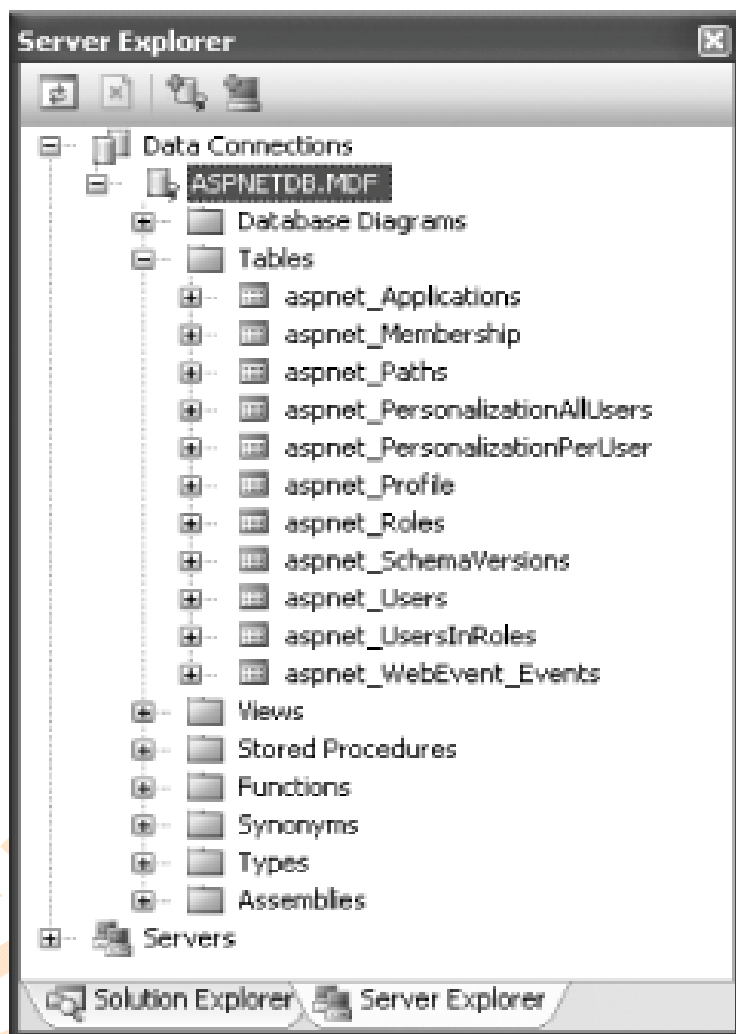 Server Explorer
Data Connections
ASPNETDB.MDF
Database Diagrams
Tables
aspnet_Applications
aspnet_Membership
aspnet_Paths
aspnet_PersonalizationAllUsers
aspnet_PersonalizationPerUser
aspnet_Profile
aspnet_Roles
aspnet_SchemaVersions
aspnet_Users
aspnet_UsersInRoles
aspnet_WebEvent_Events
Views
Stored Procedures
Functions
Synonyms
Types
Assemblies
Servers
Solution Explorer Server Explorer